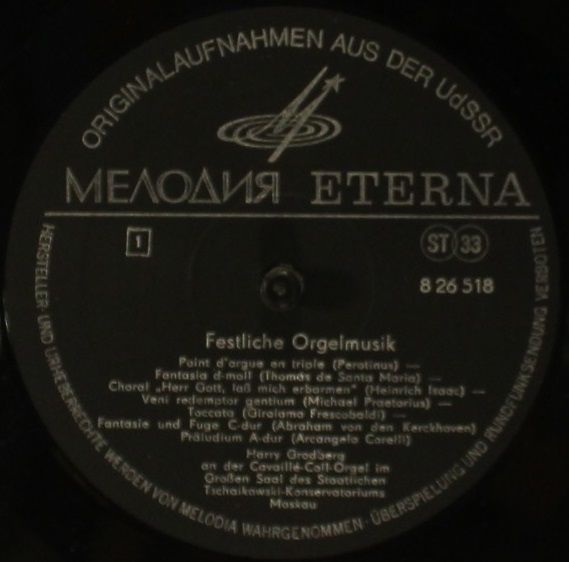 ORIGINALAUFNAHMEN AUS DER UdSSR
МЕЛОДИЯ ETERNA
1
ST 33
8 26 518
Festliche Orgelmusik
Point d'argue en triple (Perotinus) —
Fantasia d-moll (Thomas de Santa Maria) —
Choral „Herr Gott, laß mich erbarmen" (Heinrich Isaac) —
Veni redemptor gentium (Michael Praetorius) —
Toccata (Girolamo Frescobaldi) —
Fantasie und Fuge C-dur (Abraham von den Kerckhoven)
Präludium A-dur (Arcangelo Corelli)
Harry Grodberg
an der Cavaillé-Coll-Orgel im
Großen Saal des Staatlichen
Tschaikowski-Konservatoriums
Moskau
HERSTELLER UND URHEBERRECHTE WERDEN VON MELODIA WAHRGENOMMEN · ÜBERSPIELUNG UND RUNDFUNKSENDUNG VERBOTEN